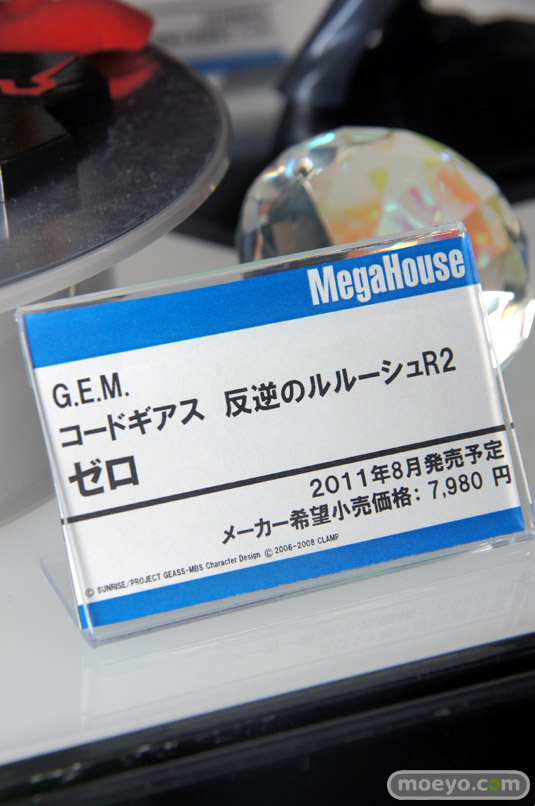 MegaHouse
G.E.M.
コードギアス 反逆のルルーシュR2
ゼロ
2011年8月発売予定
メーカー希望小売価格：7,980 円
© SUNRISE/PROJECT GEASS・MBS Character Design © 2006-2008 CLAMP
moeyo.com